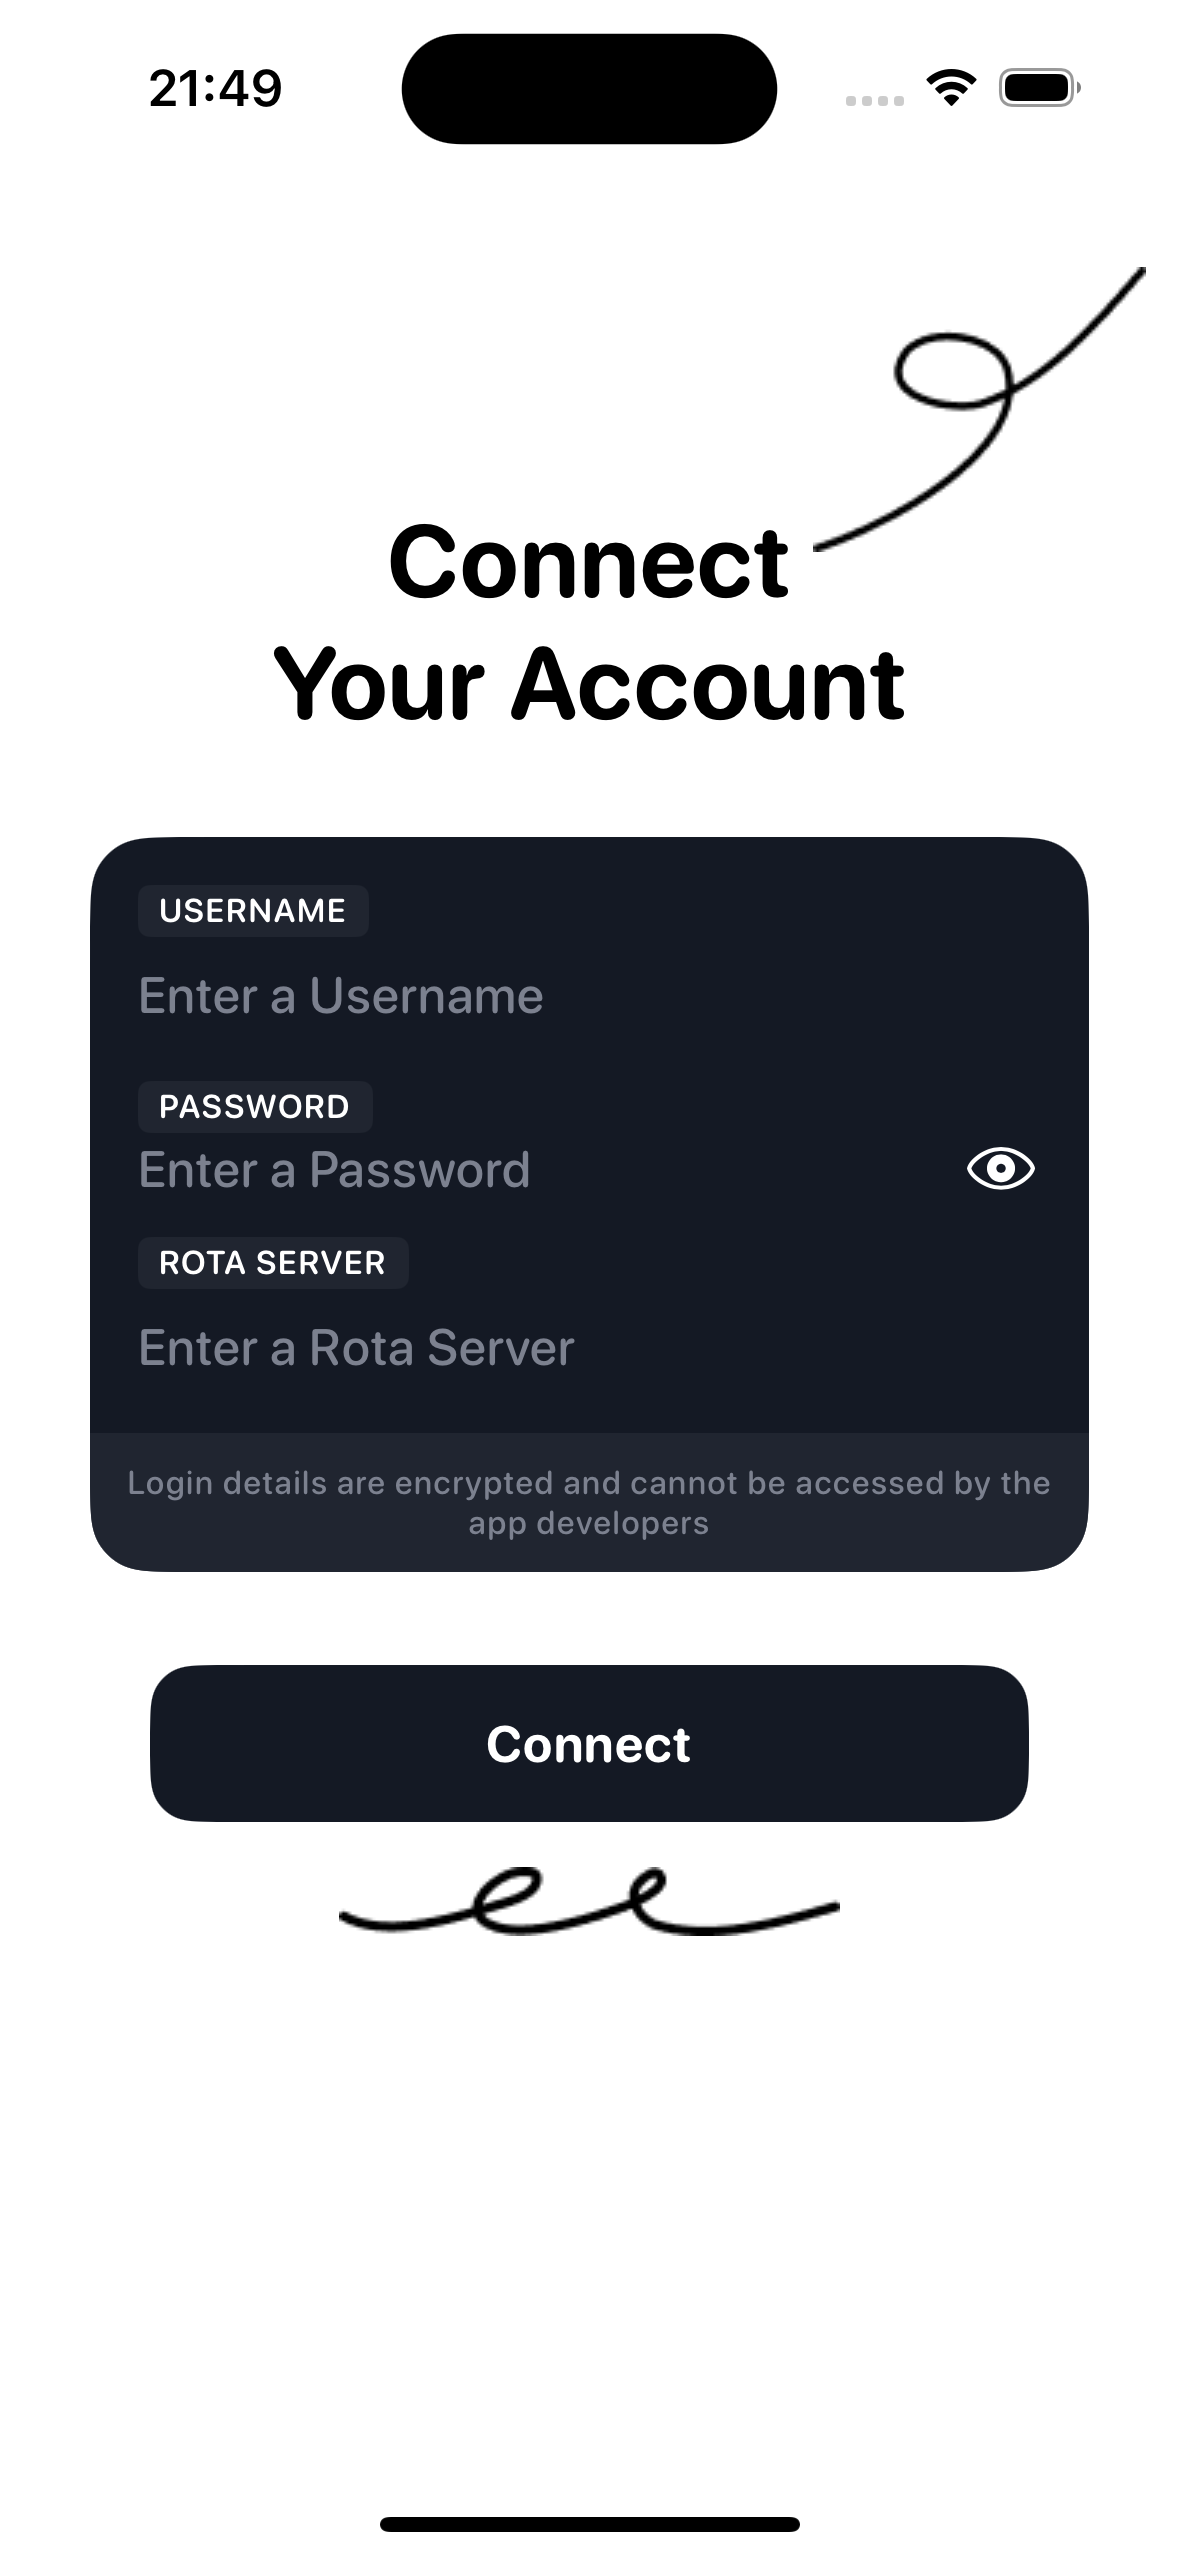 21:49
Connect
Your Account
USERNAME
Enter a Username
PASSWORD
Enter a Password
ROTA SERVER
Enter a Rota Server
Login details are encrypted and cannot be accessed by the
app developers
Connect